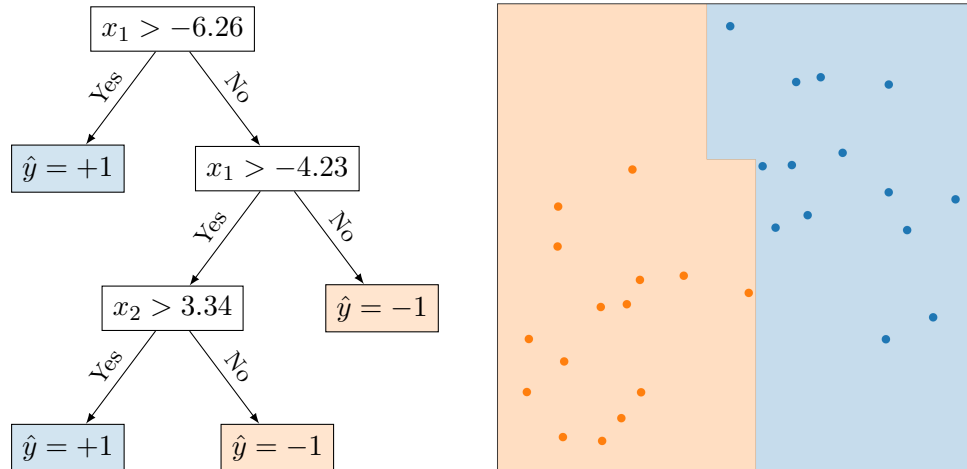 x₁ > −6.26
Yes
No
ŷ = +1
x₁ > −4.23
Yes
No
x₂ > 3.34
ŷ = −1
Yes
No
ŷ = +1
ŷ = −1